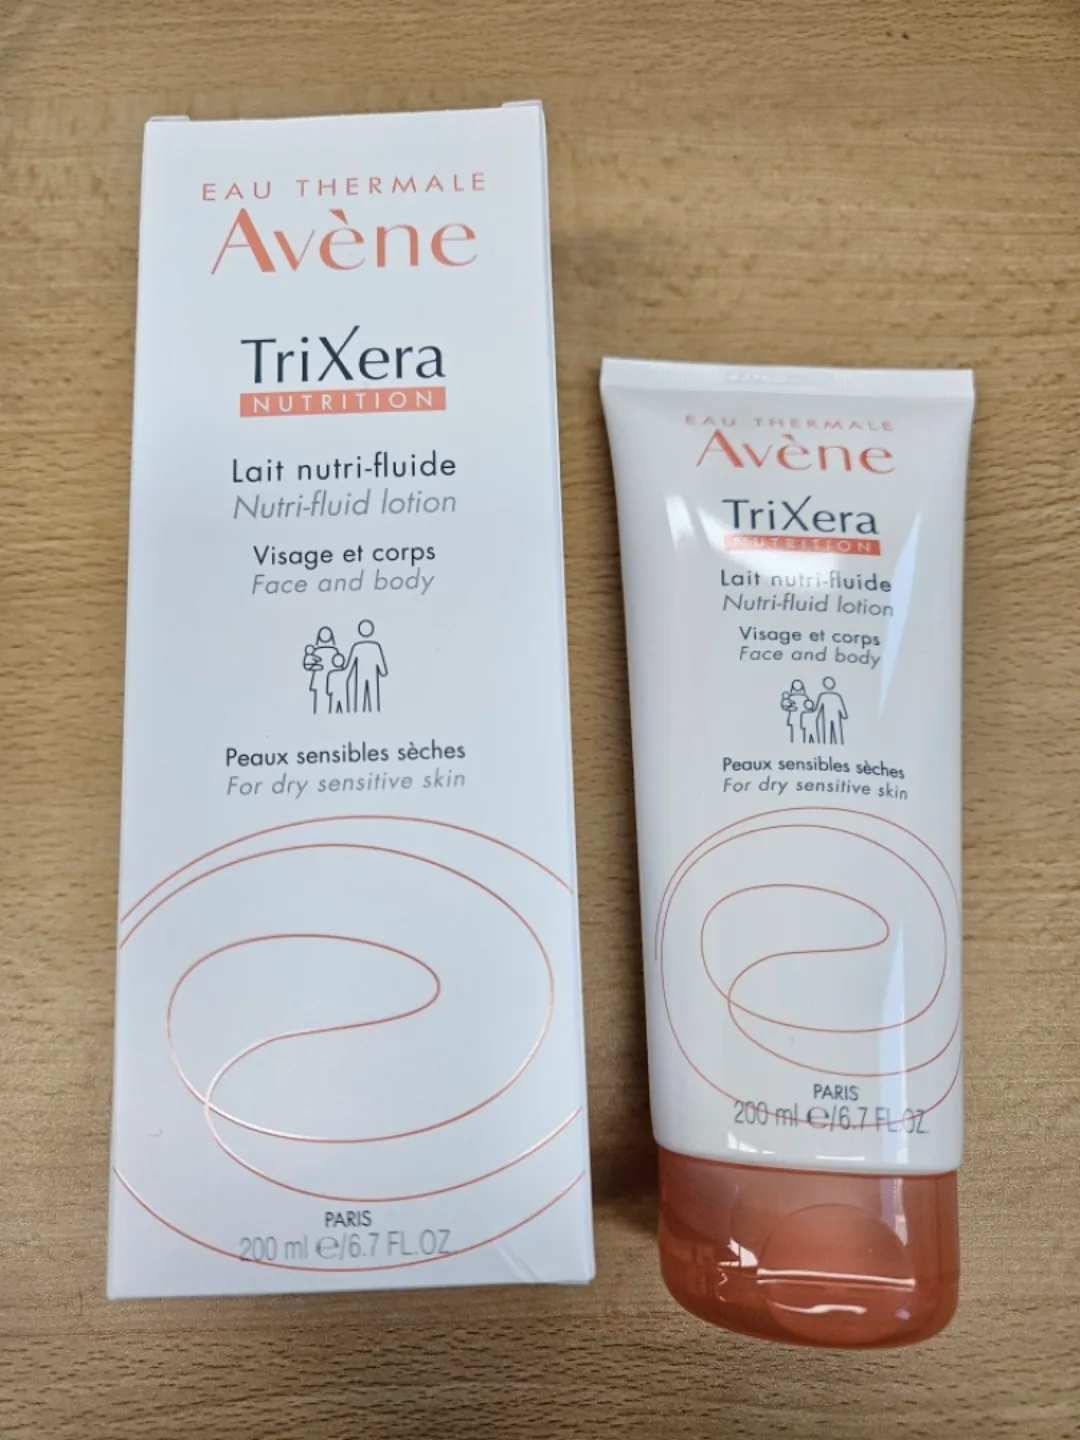 EAU THERMALE
Avène
TriXera
NUTRITION
Lait nutri-fluide
Nutri-fluid lotion
Visage et corps
Face and body
Peaux sensibles sèches
For dry sensitive skin
PARIS
200 ml e/6.7 FL.OZ.
EAU THERMALE
Avène
TriXera
NUTRITION
Lait nutri-fluide
Nutri-fluid lotion
Visage et corps
Face and body
Peaux sensibles sèches
For dry sensitive skin
PARIS
200 ml e/6.7 FL.OZ.